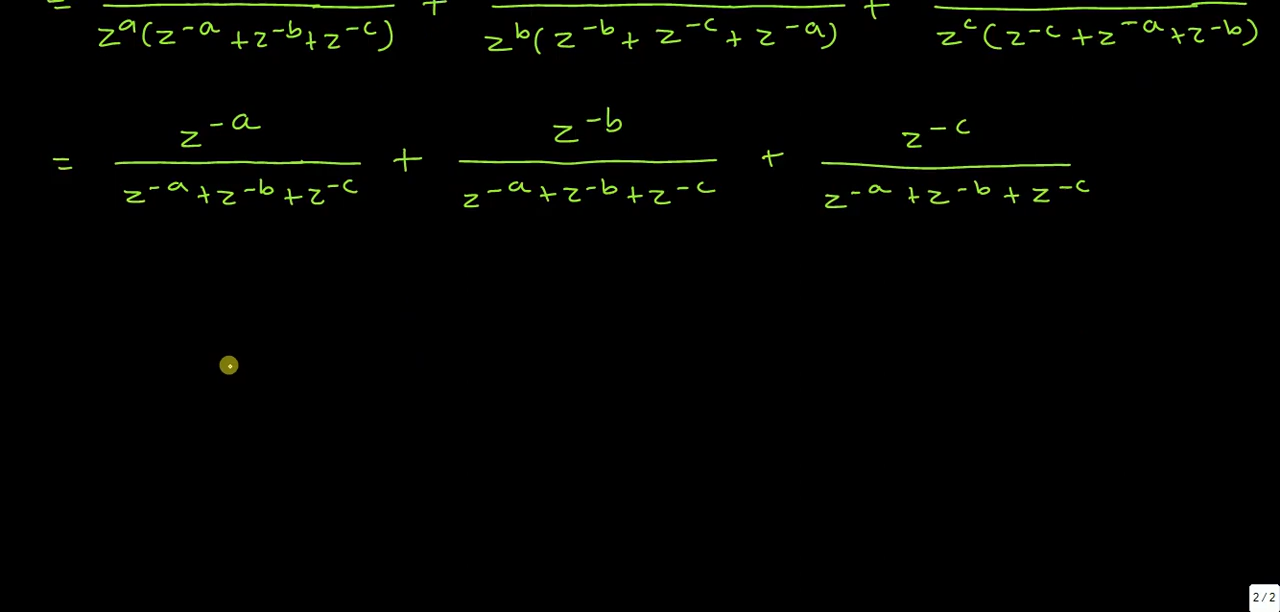 = z^a(z^-a + z^-b + z^-c) + z^b(z^-b + z^-c + z^-a) + z^c(z^-c + z^-a + z^-b)
= z^-a / (z^-a + z^-b + z^-c) + z^-b / (z^-a + z^-b + z^-c) + z^-c / (z^-a + z^-b + z^-c)
2/2